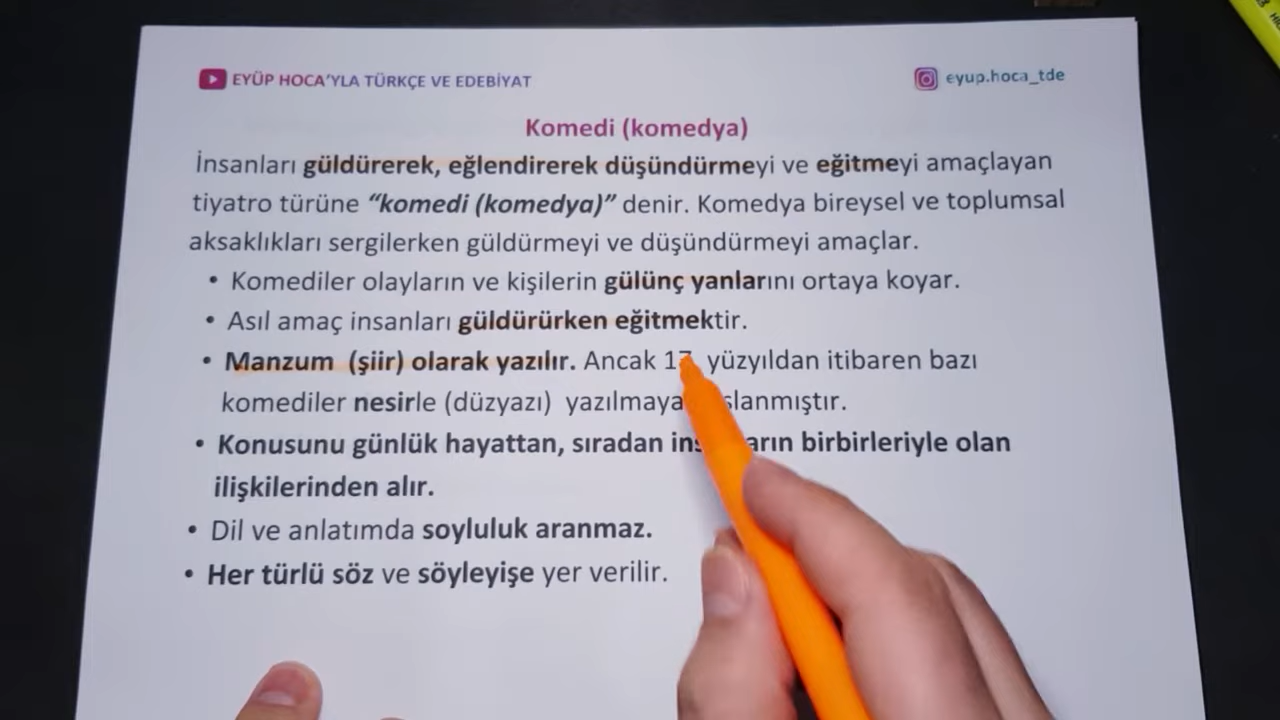 EYÜP HOCA'YLA TÜRKÇE VE EDEBİYAT
eyup.hoca_tde
Komedi (komedya)
İnsanları güldürerek, eğlendirerek düşündürmeyi ve eğitmeyi amaçlayan
tiyatro türüne “komedi (komedya)” denir. Komedya bireysel ve toplumsal
aksaklıkları sergilerken güldürmeyi ve düşündürmeyi amaçlar.
• Komediler olayların ve kişilerin gülünç yanlarını ortaya koyar.
• Asıl amaç insanları güldürürken eğitmektir.
• Manzum (şiir) olarak yazılır. Ancak 17 yüzyıldan itibaren bazı
komediler nesirle (düzyazı) yazılmaya
• Konusunu günlük hayattan, sıradan birbirleriyle olan
ilişkilerinden alır.
• Dil ve anlatımda soyluluk aranmaz.
• Her türlü söz ve söyleyişe yer verilir.